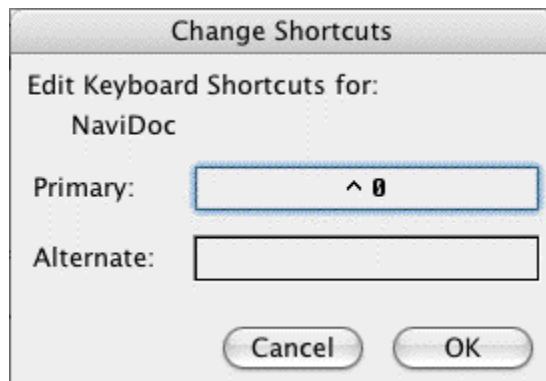 Change Shortcuts
Edit Keyboard Shortcuts for:
NaviDoc
Primary: ^ 0
Alternate:
Cancel OK